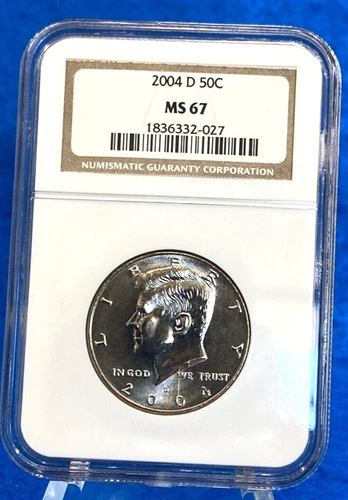 2004 D 50C
MS 67
1836332-027
NUMISMATIC GUARANTY CORPORATION
LIBERTY
IN GOD WE TRUST
2004